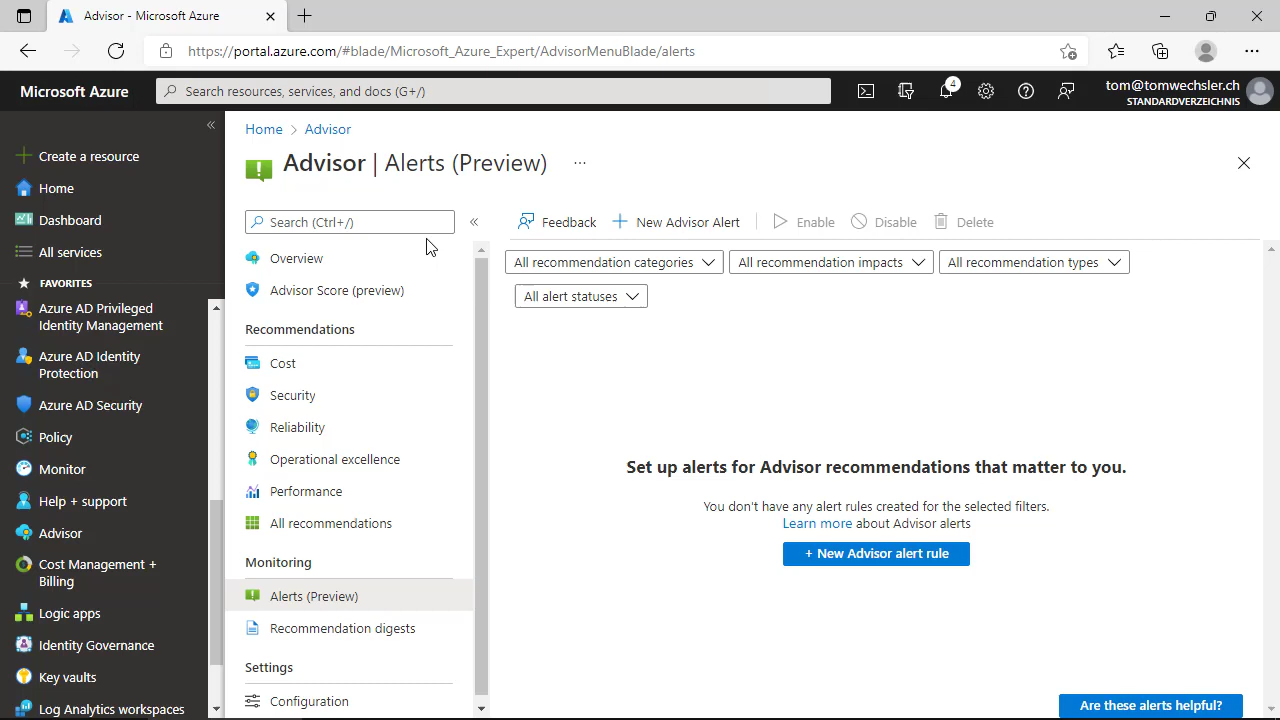 Advisor - Microsoft Azure
https://portal.azure.com/#blade/Microsoft_Azure_Expert/AdvisorMenuBlade/alerts
Microsoft Azure
Search resources, services, and docs (G+/)
4
tom@tomwechsler.ch
STANDARDVERZEICHNIS
Create a resource
Home
Dashboard
All services
FAVORITES
Azure AD Privileged
Identity Management
Azure AD Identity
Protection
Azure AD Security
Policy
Monitor
Help + support
Advisor
Cost Management +
Billing
Logic apps
Identity Governance
Key vaults
Log Analytics workspaces
Home > Advisor
Advisor | Alerts (Preview) ...
Search (Ctrl+/)
Overview
Advisor Score (preview)
Recommendations
Cost
Security
Reliability
Operational excellence
Performance
All recommendations
Monitoring
Alerts (Preview)
Recommendation digests
Settings
Configuration
Feedback
New Advisor Alert
Enable
Disable
Delete
All recommendation categories
All recommendation impacts
All recommendation types
All alert statuses
Set up alerts for Advisor recommendations that matter to you.
You don't have any alert rules created for the selected filters.
Learn more about Advisor alerts
+ New Advisor alert rule
Are these alerts helpful?